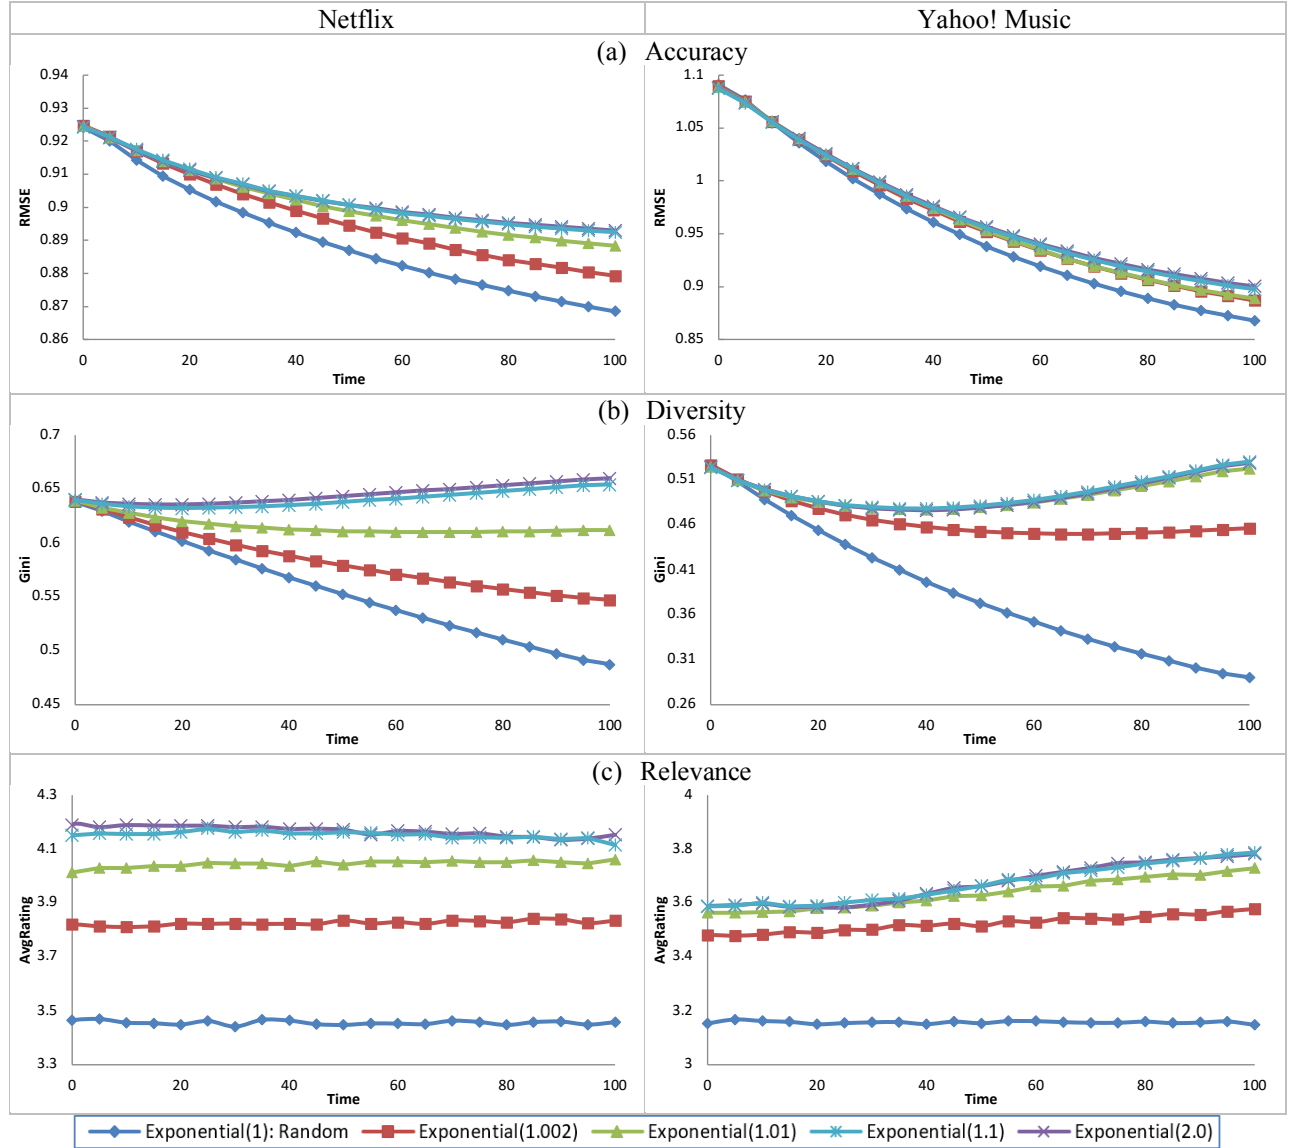 Netflix Yahoo! Music
(a) Accuracy
0.94
0.93
0.92
0.91
0.9
0.89
0.88
0.87
0.86
RMSE
0 20 40 60 80 100
Time
1.1
1.05
1
0.95
0.9
0.85
RMSE
0 20 40 60 80 100
Time
(b) Diversity
0.7
0.65
0.6
0.55
0.5
0.45
Gini
0 20 40 60 80 100
Time
0.56
0.51
0.46
0.41
0.36
0.31
0.26
Gini
0 20 40 60 80 100
Time
(c) Relevance
4.3
4.1
3.9
3.7
3.5
3.3
AvgRating
0 20 40 60 80 100
Time
4
3.8
3.6
3.4
3.2
3
AvgRating
0 20 40 60 80 100
Time
Exponential(1): Random Exponential(1.002) Exponential(1.01) Exponential(1.1) Exponential(2.0)